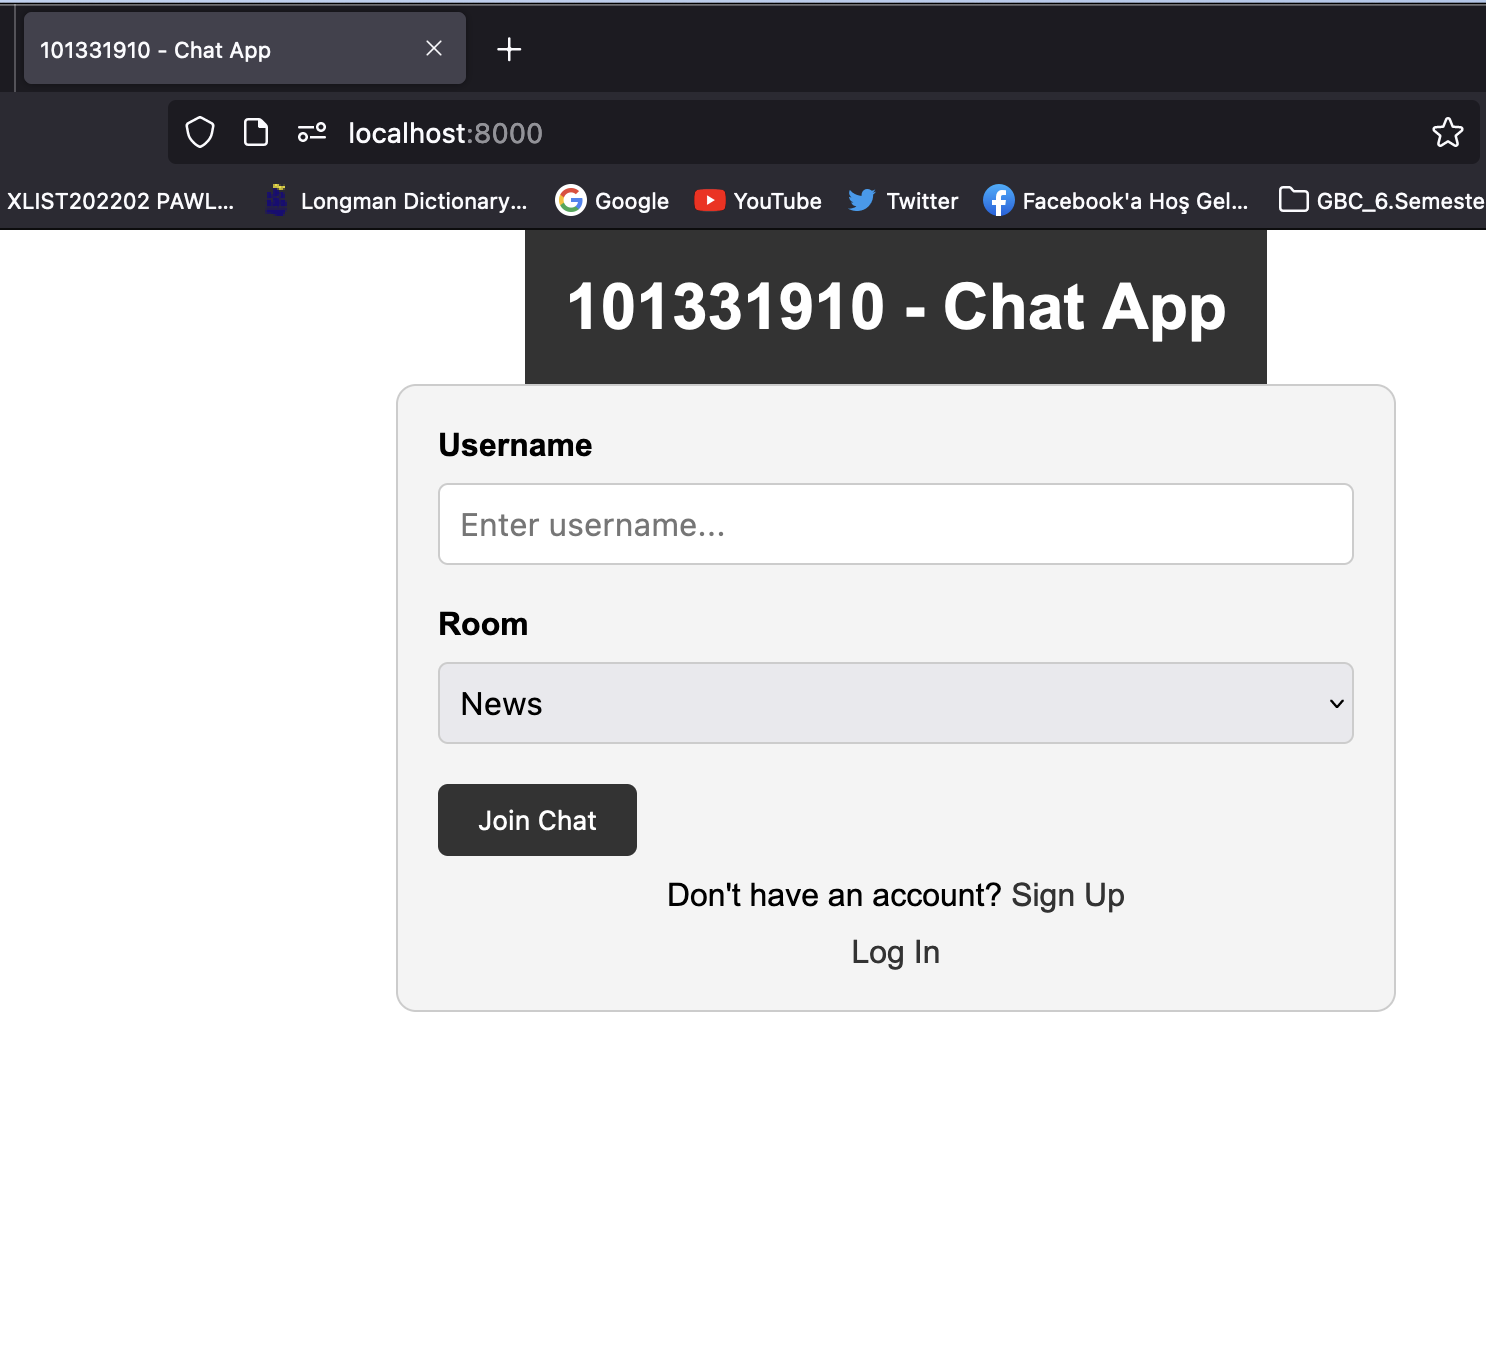 101331910 - Chat App
localhost:8000
XLIST202202 PAWL... Longman Dictionary... Google YouTube Twitter Facebook'a Hoş Gel... GBC_6.Semeste
101331910 - Chat App
Username
Enter username...
Room
News
Join Chat
Don't have an account? Sign Up
Log In